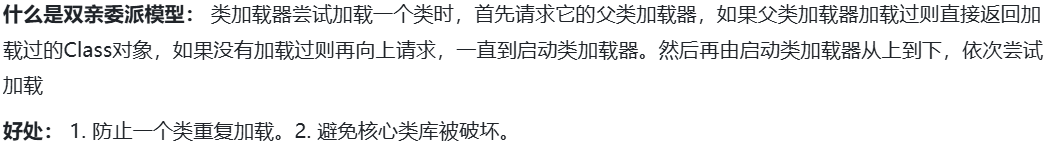 什么是双亲委派模型： 类加载器尝试加载一个类时，首先请求它的父类加载器，如果父类加载器加载过则直接返回加
载过的Class对象，如果没有加载过则再向上请求，一直到启动类加载器。然后再由启动类加载器从上到下，依次尝试
加载
好处： 1. 防止一个类重复加载。2. 避免核心类库被破坏。